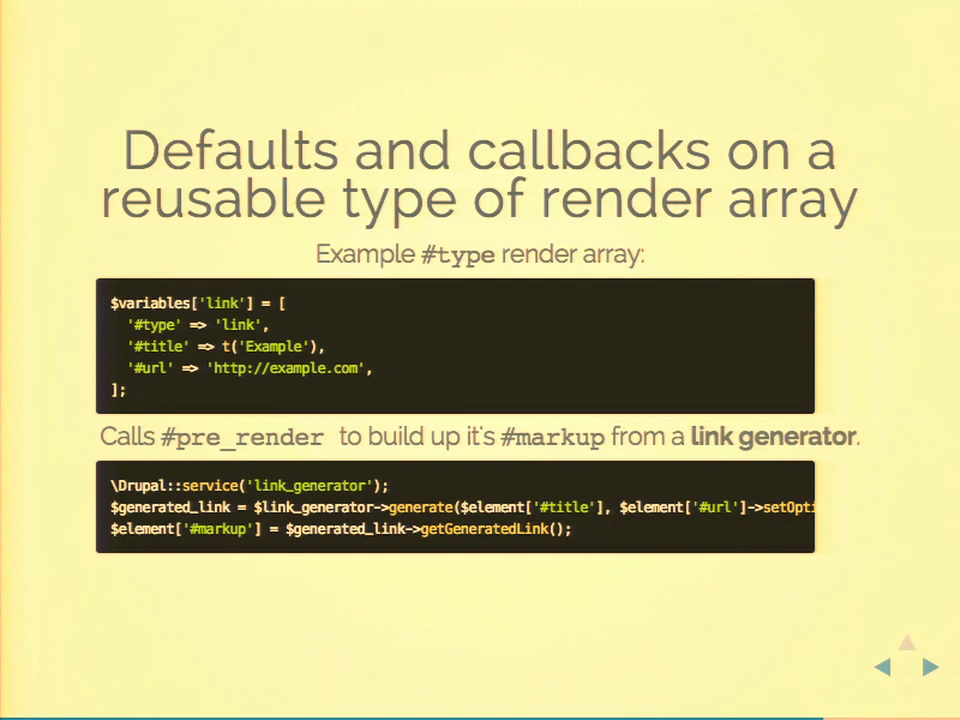 Defaults and callbacks on a
reusable type of render array
Example #type render array:
$variables['link'] = [
  '#type' => 'link',
  '#title' => t('Example'),
  '#url' => 'http://example.com',
];
Calls #pre_render to build up it's #markup from a link generator.
\Drupal::service('link_generator');
$generated_link = $link_generator->generate($element['#title'], $element['#url']->setOpti
$element['#markup'] = $generated_link->getGeneratedLink();